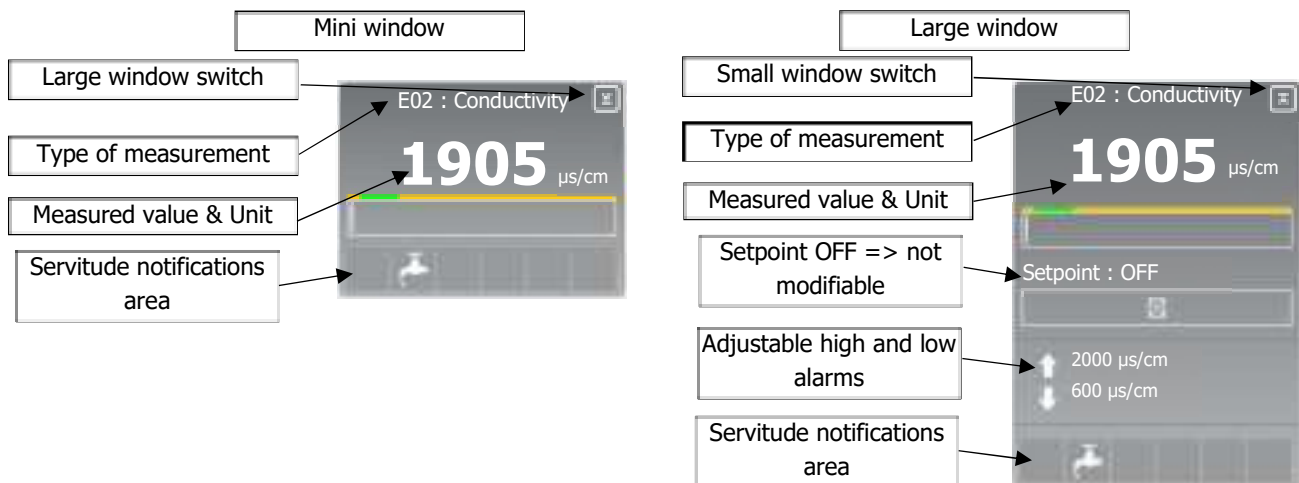 Mini window
Large window switch
Type of measurement
Measured value & Unit
Servitude notifications
area
E02 : Conductivity
1905 µs/cm
Large window
Small window switch
Type of measurement
Measured value & Unit
Setpoint OFF => not
modifiable
Adjustable high and low
alarms
Servitude notifications
area
E02 : Conductivity
1905 µs/cm
Setpoint : OFF
2000 µs/cm
600 µs/cm